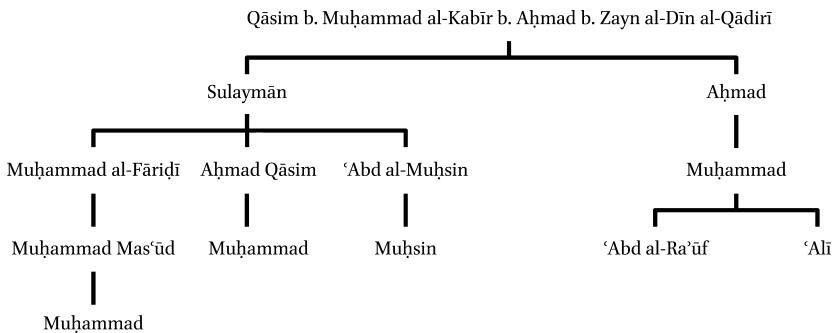 Qāsim b. Muḥammad al-Kabīr b. Aḥmad b. Zayn al-Dīn al-Qādirī
Sulaymān Aḥmad
Muḥammad al-Fāriḍī Aḥmad Qāsim ʿAbd al-Muḥsin Muḥammad
Muḥammad Masʿūd Muḥammad Muḥsin ʿAbd al-Raʾūf ʿAlī
Muḥammad